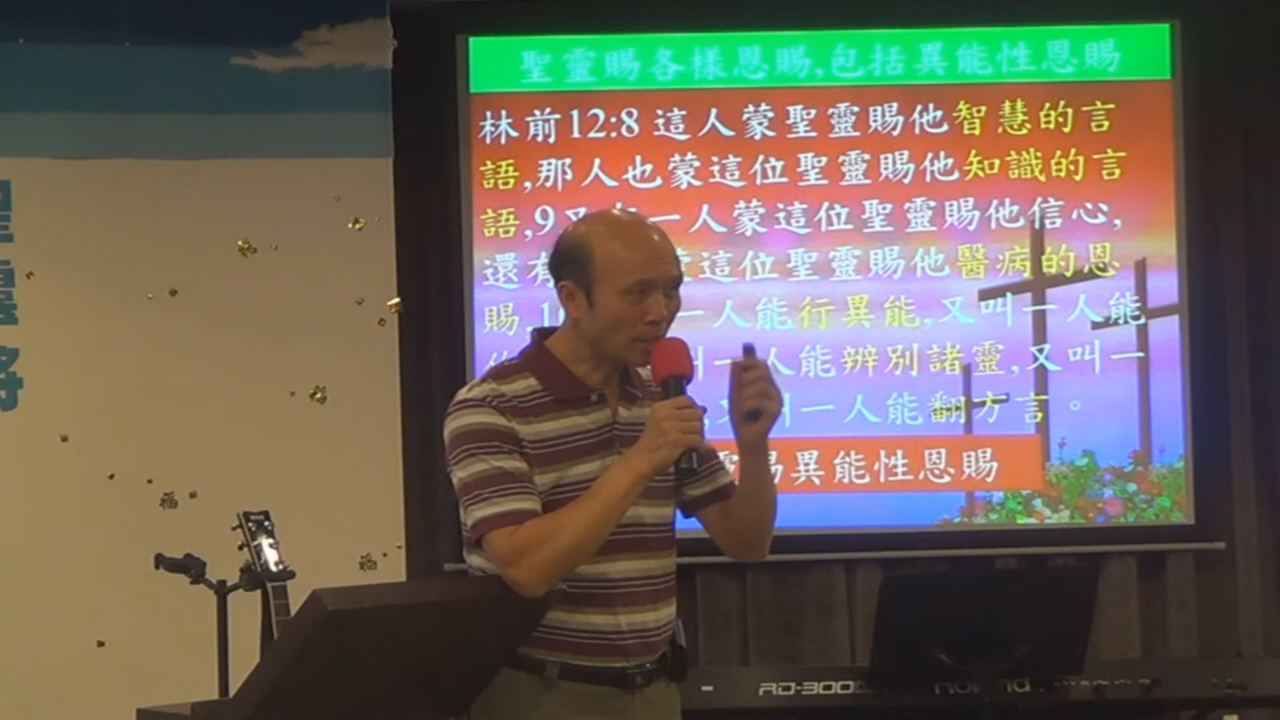 聖靈賜各樣恩賜,包括異能性恩賜
林前12:8 這人蒙聖靈賜他智慧的言
語,那人也蒙這位聖靈賜他知識的言
語,9又 一人蒙這位聖靈賜他信心,
還有 這位聖靈賜他醫病的恩
賜,1 一人能行異能,又叫一人能
叫一人能辨別諸靈,又叫一
,又叫一人能翻方言。
賜異能性恩賜
福
福
RD-300
Roland